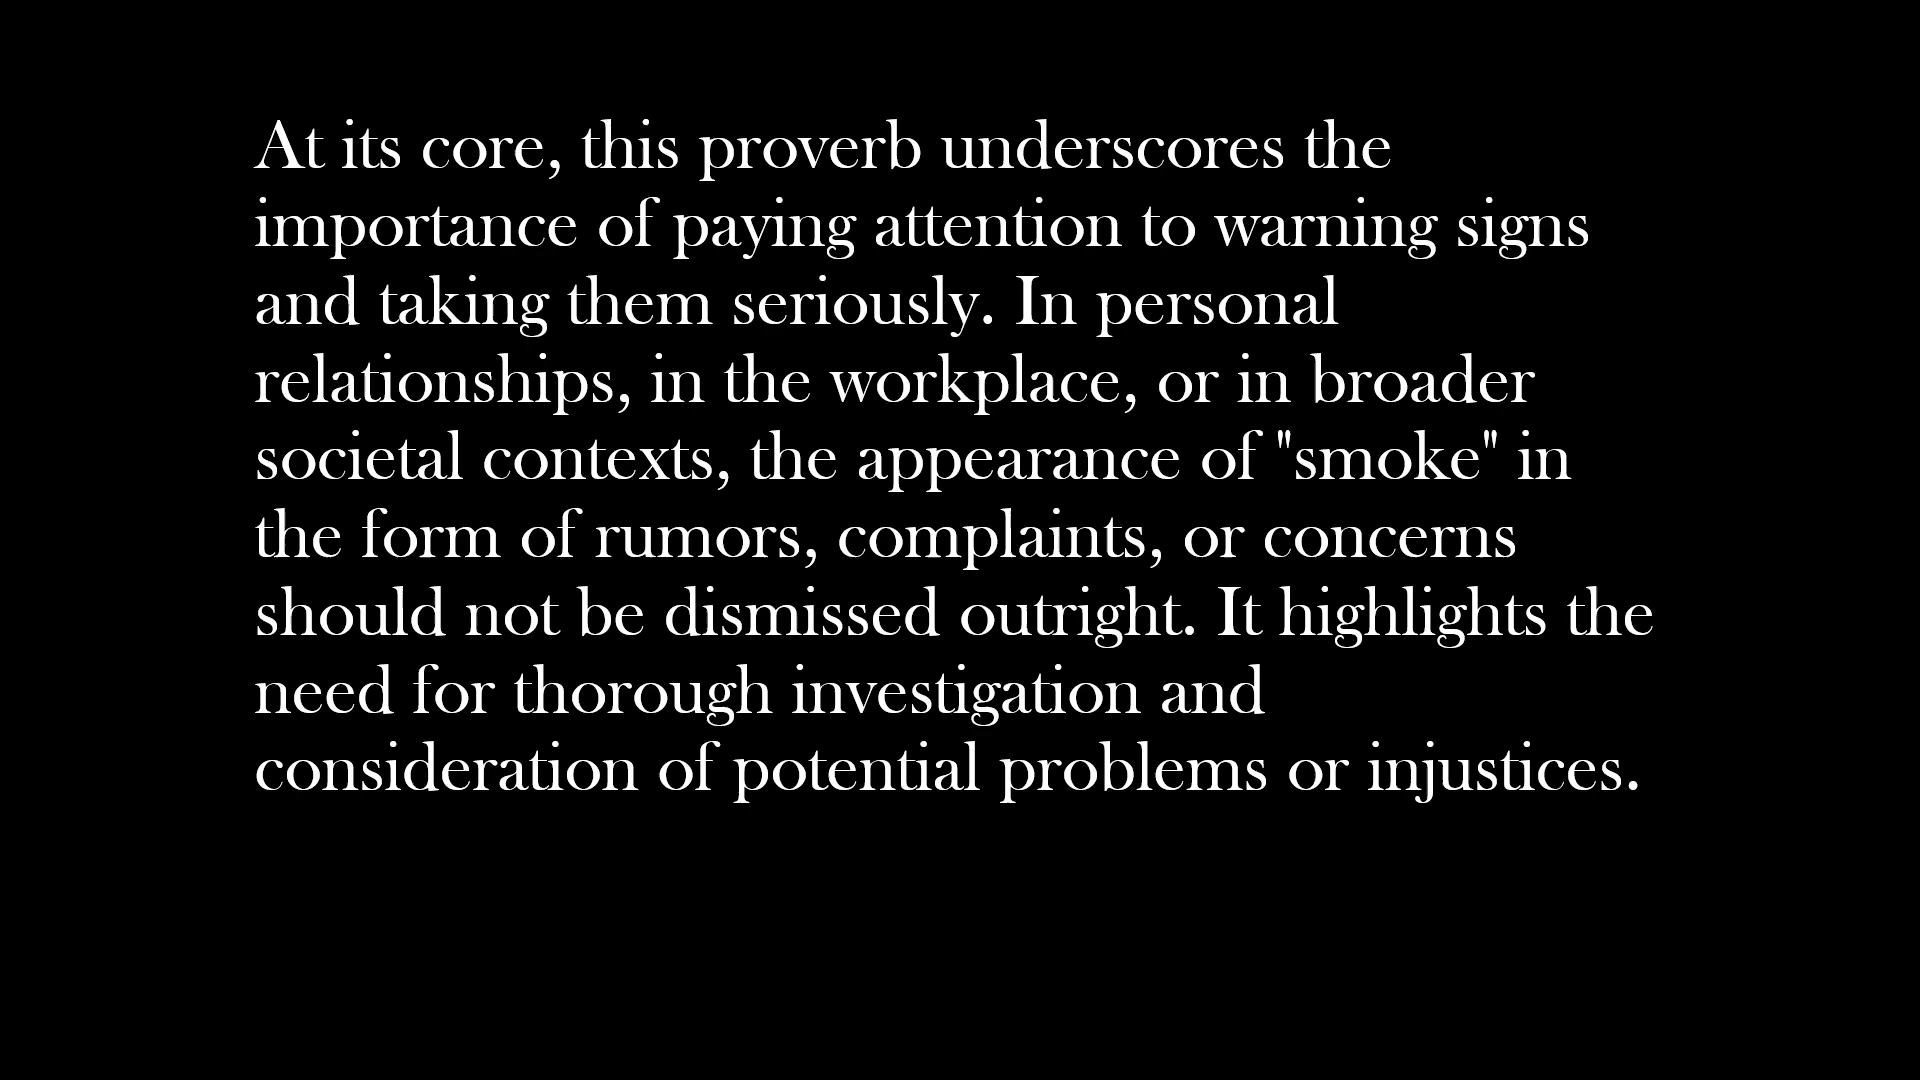 At its core, this proverb underscores the
importance of paying attention to warning signs
and taking them seriously. In personal
relationships, in the workplace, or in broader
societal contexts, the appearance of "smoke" in
the form of rumors, complaints, or concerns
should not be dismissed outright. It highlights the
need for thorough investigation and
consideration of potential problems or injustices.